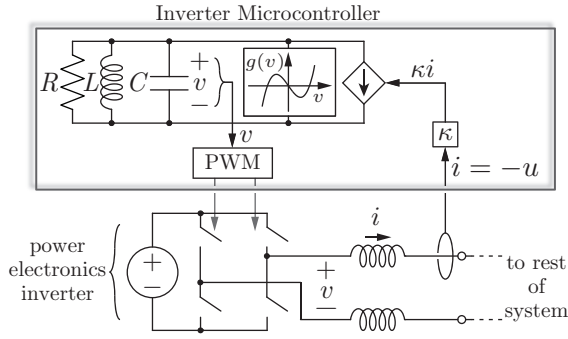 Inverter Microcontroller
R L C + v − g(v) v κi
κ
v
PWM
i = −u
i
power
electronics
inverter
+
−
+
v
−
to rest
of
system